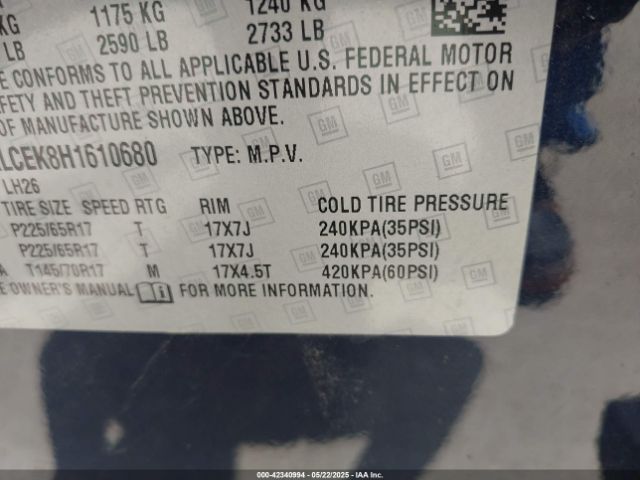 KG 1175 KG 1240 KG
LB 2590 LB 2733 LB
E CONFORMS TO ALL APPLICABLE U.S. FEDERAL MOTOR
FETY AND THEFT PREVENTION STANDARDS IN EFFECT ON
OF MANUFACTURE SHOWN ABOVE.
LCEK8H1610680 TYPE: M.P.V.
LH26
TIRE SIZE SPEED RTG RIM COLD TIRE PRESSURE
P225/65R17 T 17X7J 240KPA(35PSI)
P225/65R17 T 17X7J 240KPA(35PSI)
A T145/70R17 M 17X4.5T 420KPA(60PSI)
E OWNER'S MANUAL FOR MORE INFORMATION.
000-42340994 — 05/22/2025 — IAA Inc.